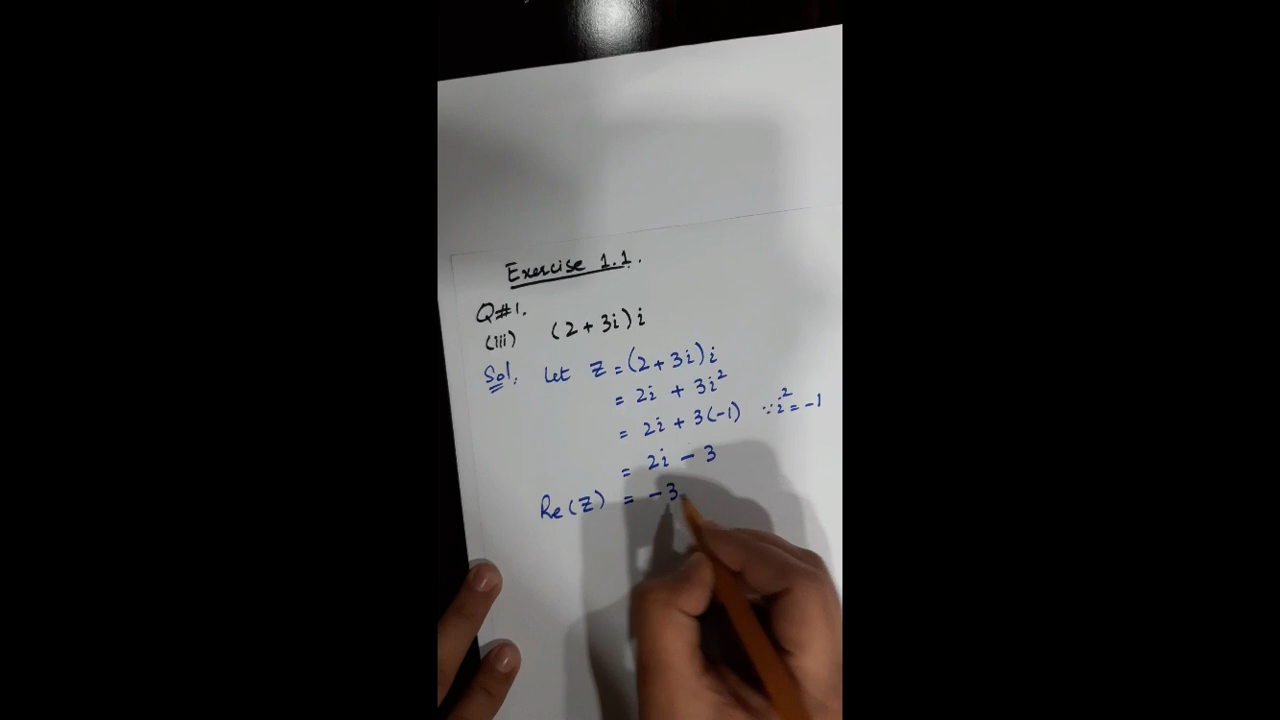 Exercise 1.1.
Q#1.
(iii) (2 + 3i) i
Sol. Let Z = (2 + 3i) i
= 2i + 3i²
= 2i + 3(-1) ∵ i² = -1
= 2i - 3
Re(Z) = -3